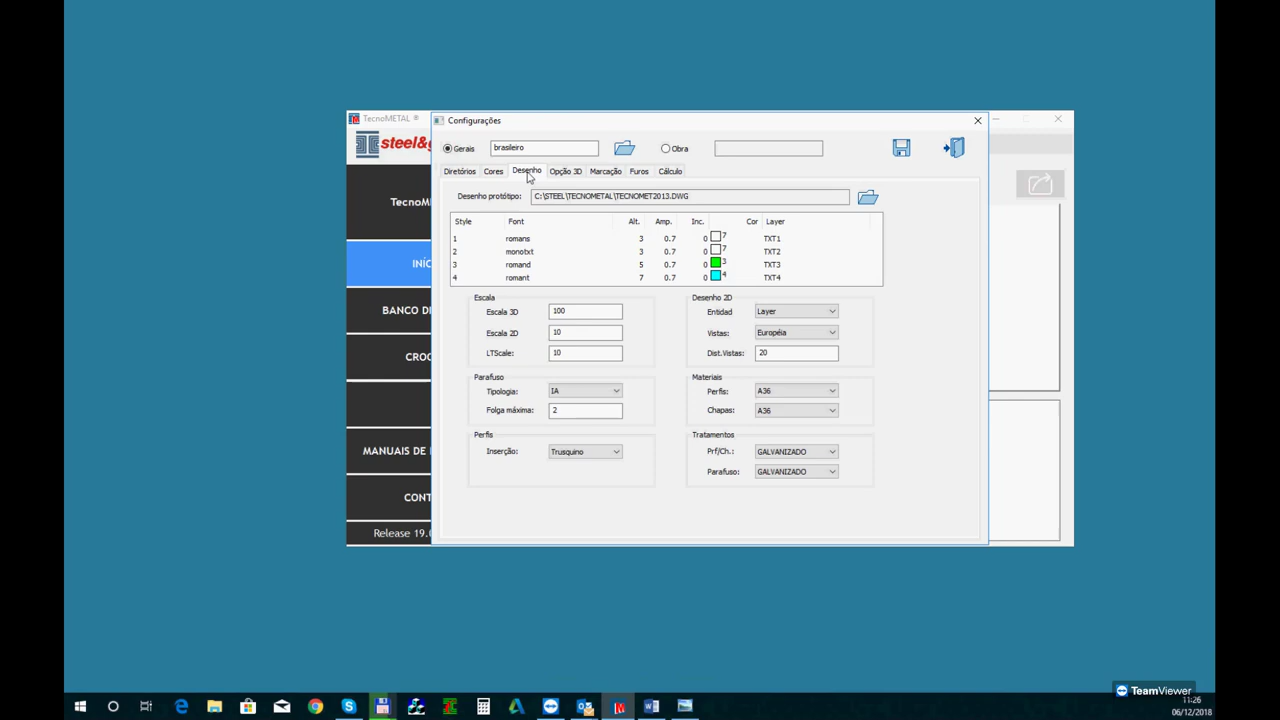 TecnoMETAL ®
Configurações
steel&g
Gerais brasileiro Obra
Diretórios Cores Desenho Opção 3D Marcação Furos Cálculo
Desenho protótipo: C:\STEEL\TECNOMETAL\TECNOMET2013.DWG
Style Font Alt. Amp. Inc. Cor Layer
1 romans 3 0.7 0 7 TXT1
2 monotxt 3 0.7 0 7 TXT2
3 romand 5 0.7 0 3 TXT3
4 romant 7 0.7 0 4 TXT4
Escala
Escala 3D 100
Escala 2D 10
LTScale: 10
Desenho 2D
Entidad Layer
Vistas: Européia
Dist.Vistas: 20
Parafuso
Tipologia: IA
Folga máxima: 2
Materiais
Perfis: A36
Chapas: A36
Perfis
Inserção: Trusquino
Tratamentos
Prf/Ch.: GALVANIZADO
Parafuso: GALVANIZADO
TecnoM
INÍC
BANCO D
CROC
MANUAIS DE
CONT
Release 19.0
TeamViewer
11:26
06/12/2018